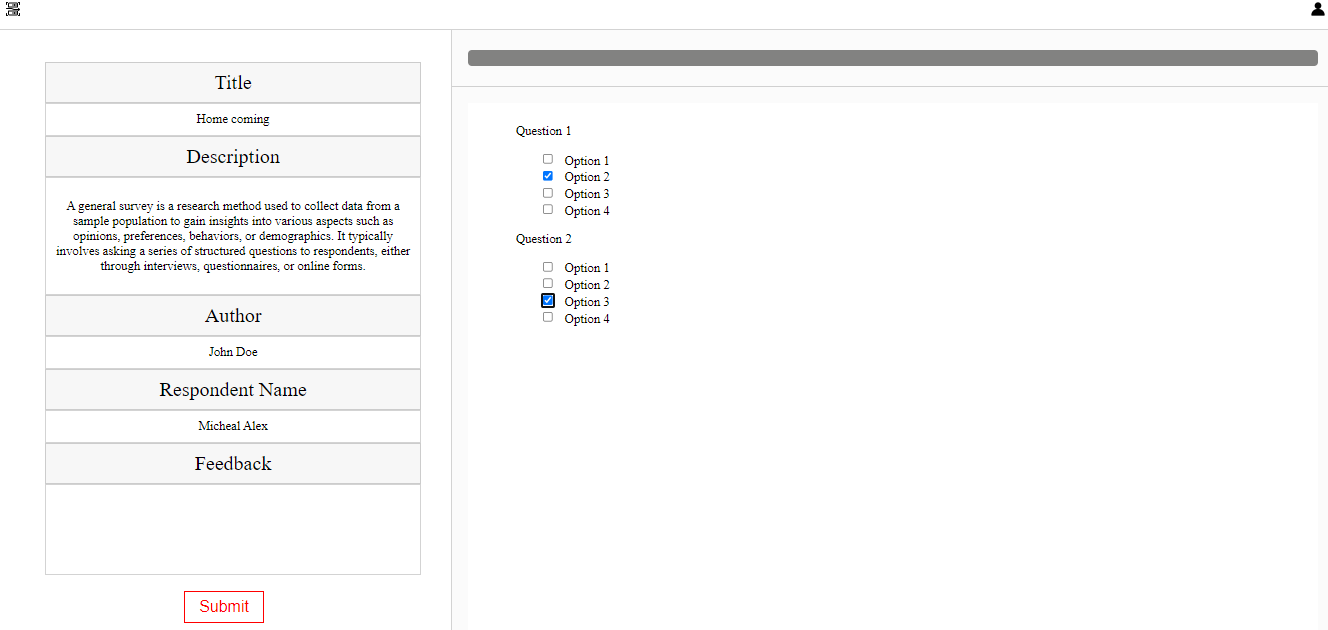 Title
Home coming
Description
A general survey is a research method used to collect data from a
sample population to gain insights into various aspects such as
opinions, preferences, behaviors, or demographics. It typically
involves asking a series of structured questions to respondents, either
through interviews, questionnaires, or online forms.
Author
John Doe
Respondent Name
Micheal Alex
Feedback
Submit
Question 1
Option 1
Option 2
Option 3
Option 4
Question 2
Option 1
Option 2
Option 3
Option 4